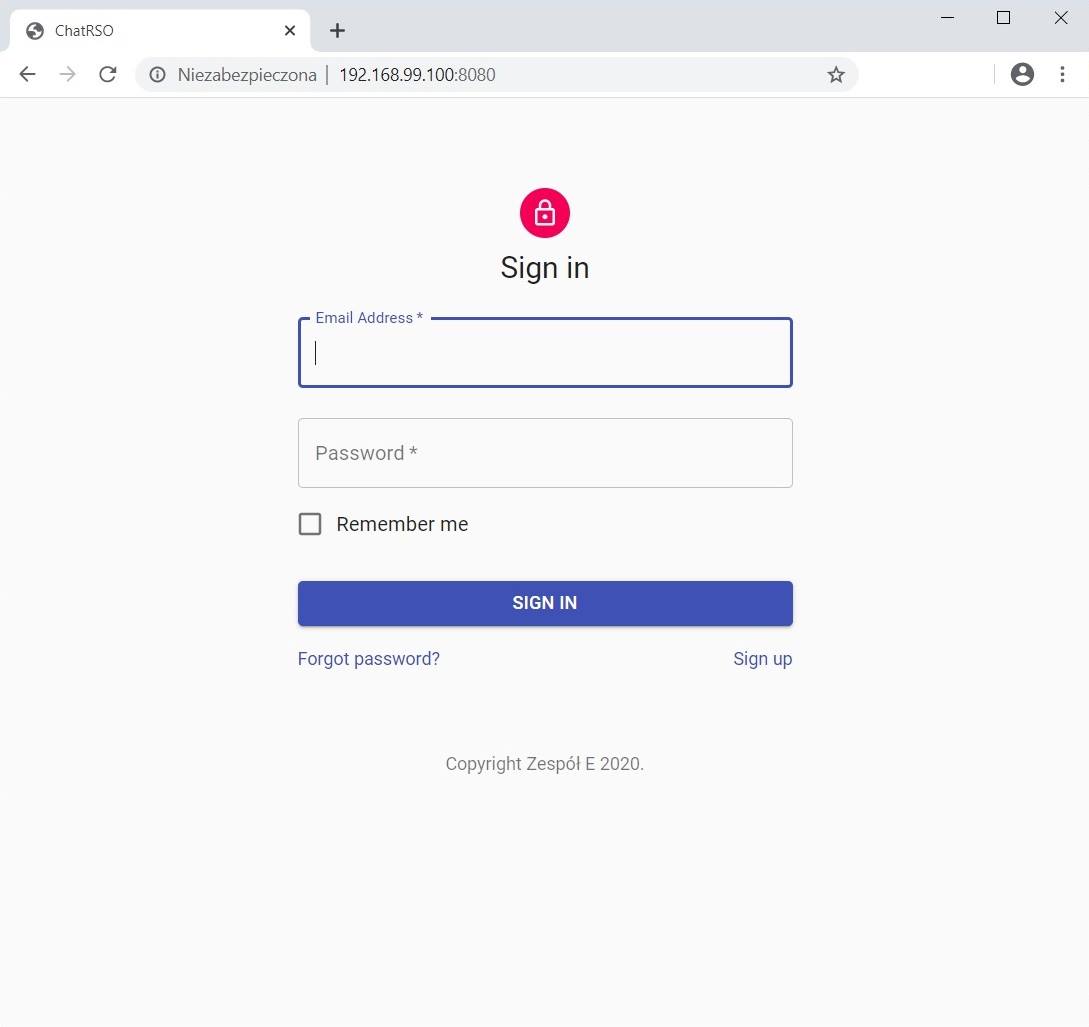 ChatRSO
Niezabezpieczona | 192.168.99.100:8080
Sign in
Email Address *
Password *
Remember me
SIGN IN
Forgot password? Sign up
Copyright Zespół E 2020.